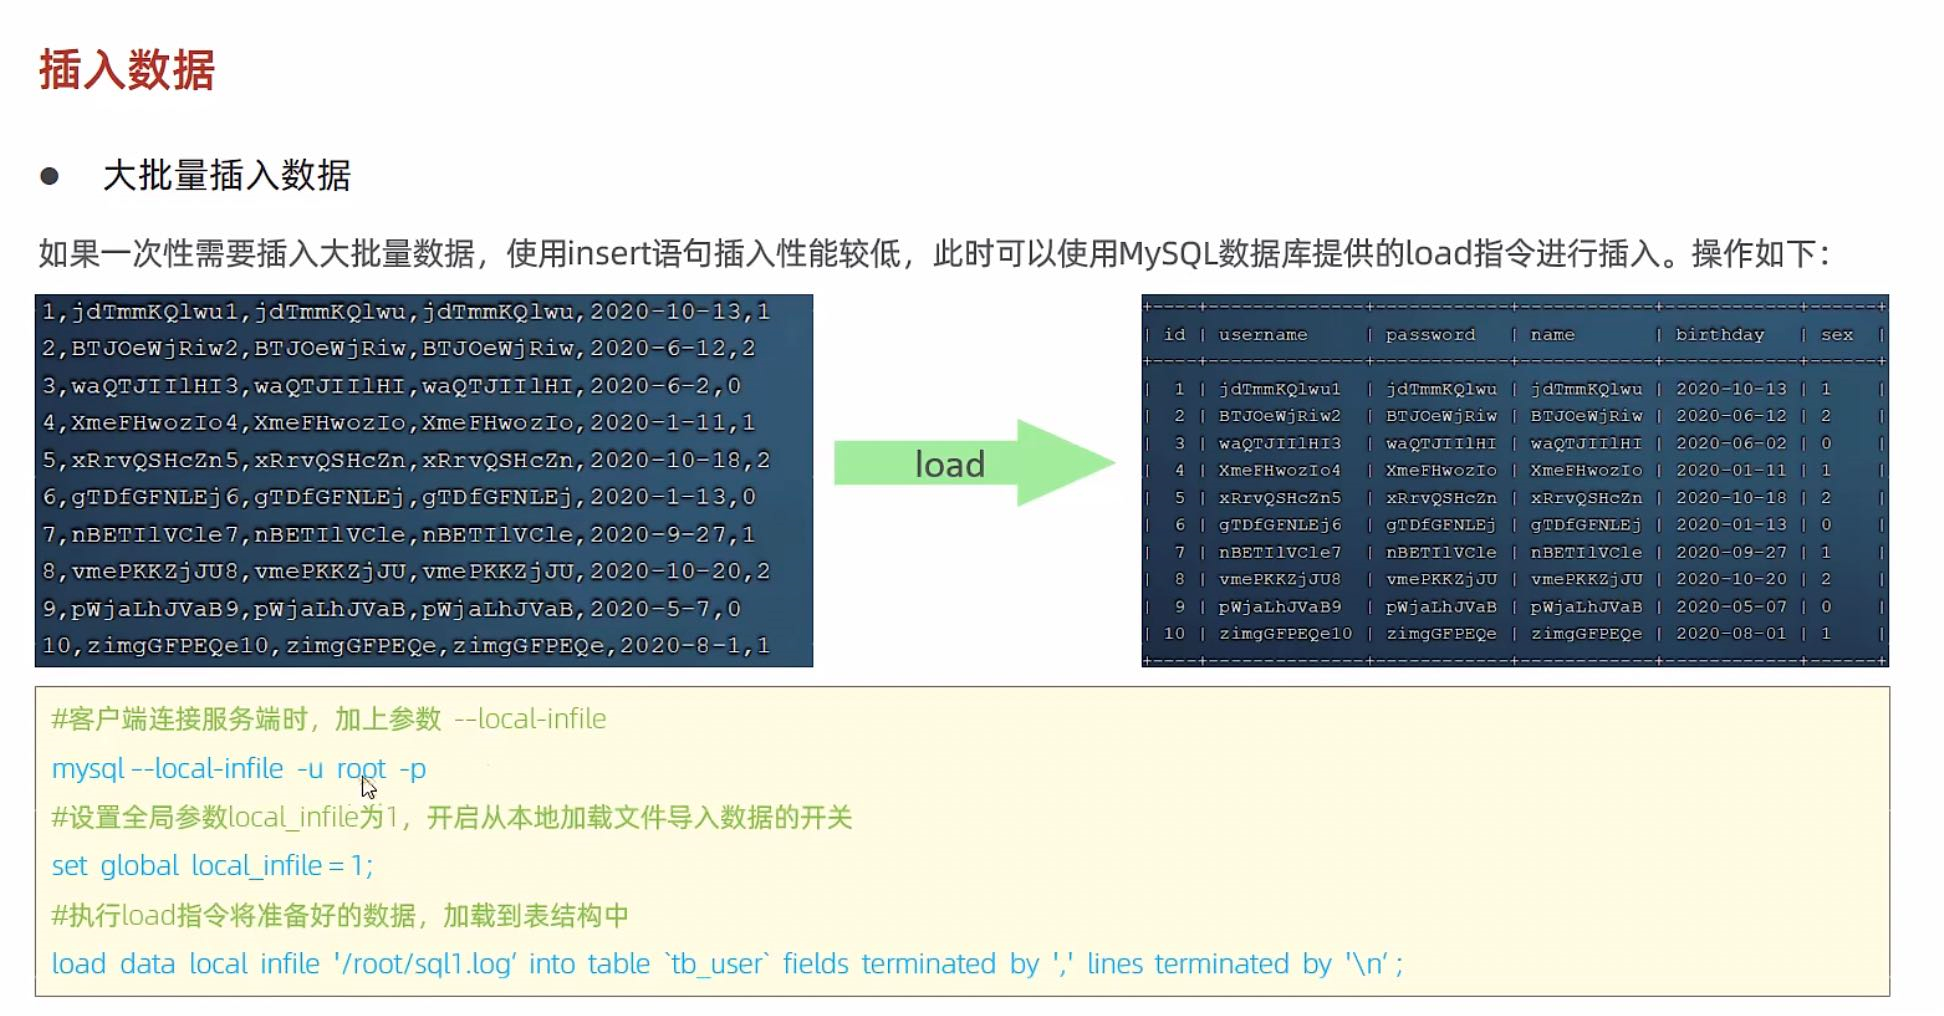 插入数据
● 大批量插入数据
如果一次性需要插入大批量数据，使用insert语句插入性能较低，此时可以使用MySQL数据库提供的load指令进行插入。操作如下：
1,jdTmmKQlwu1,jdTmmKQlwu,jdTmmKQlwu,2020-10-13,1
2,BTJOeWjRiw2,BTJOeWjRiw,BTJOeWjRiw,2020-6-12,2
3,waQTJIIlHI3,waQTJIIlHI,waQTJIIlHI,2020-6-2,0
4,XmeFHwozIo4,XmeFHwozIo,XmeFHwozIo,2020-1-11,1
5,xRrvQSHcZn5,xRrvQSHcZn,xRrvQSHcZn,2020-10-18,2
6,gTDfGFNLEj6,gTDfGFNLEj,gTDfGFNLEj,2020-1-13,0
7,nBETIlVCle7,nBETIlVCle,nBETIlVCle,2020-9-27,1
8,vmePKKZjJU8,vmePKKZjJU,vmePKKZjJU,2020-10-20,2
9,pWjaLhJVaB9,pWjaLhJVaB,pWjaLhJVaB,2020-5-7,0
10,zimgGFPEQe10,zimgGFPEQe,zimgGFPEQe,2020-8-1,1
load
| id | username | password | name | birthday | sex |
| 1 | jdTmmKQlwu1 | jdTmmKQlwu | jdTmmKQlwu | 2020-10-13 | 1 |
| 2 | BTJOeWjRiw2 | BTJOeWjRiw | BTJOeWjRiw | 2020-06-12 | 2 |
| 3 | waQTJIIlHI3 | waQTJIIlHI | waQTJIIlHI | 2020-06-02 | 0 |
| 4 | XmeFHwozIo4 | XmeFHwozIo | XmeFHwozIo | 2020-01-11 | 1 |
| 5 | xRrvQSHcZn5 | xRrvQSHcZn | xRrvQSHcZn | 2020-10-18 | 2 |
| 6 | gTDfGFNLEj6 | gTDfGFNLEj | gTDfGFNLEj | 2020-01-13 | 0 |
| 7 | nBETIlVCle7 | nBETIlVCle | nBETIlVCle | 2020-09-27 | 1 |
| 8 | vmePKKZjJU8 | vmePKKZjJU | vmePKKZjJU | 2020-10-20 | 2 |
| 9 | pWjaLhJVaB9 | pWjaLhJVaB | pWjaLhJVaB | 2020-05-07 | 0 |
| 10 | zimgGFPEQe10 | zimgGFPEQe | zimgGFPEQe | 2020-08-01 | 1 |
#客户端连接服务端时，加上参数 --local-infile
mysql --local-infile -u root -p
#设置全局参数local_infile为1，开启从本地加载文件导入数据的开关
set global local_infile = 1;
#执行load指令将准备好的数据，加载到表结构中
load data local infile '/root/sql1.log’ into table `tb_user` fields terminated by ',' lines terminated by '\n’ ;